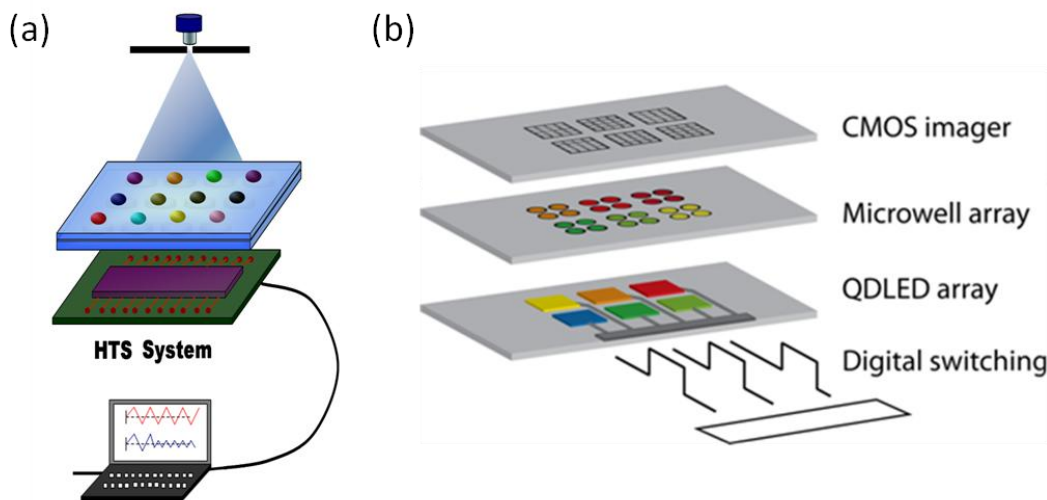 (a)
HTS System
(b)
CMOS imager
Microwell array
QDLED array
Digital switching